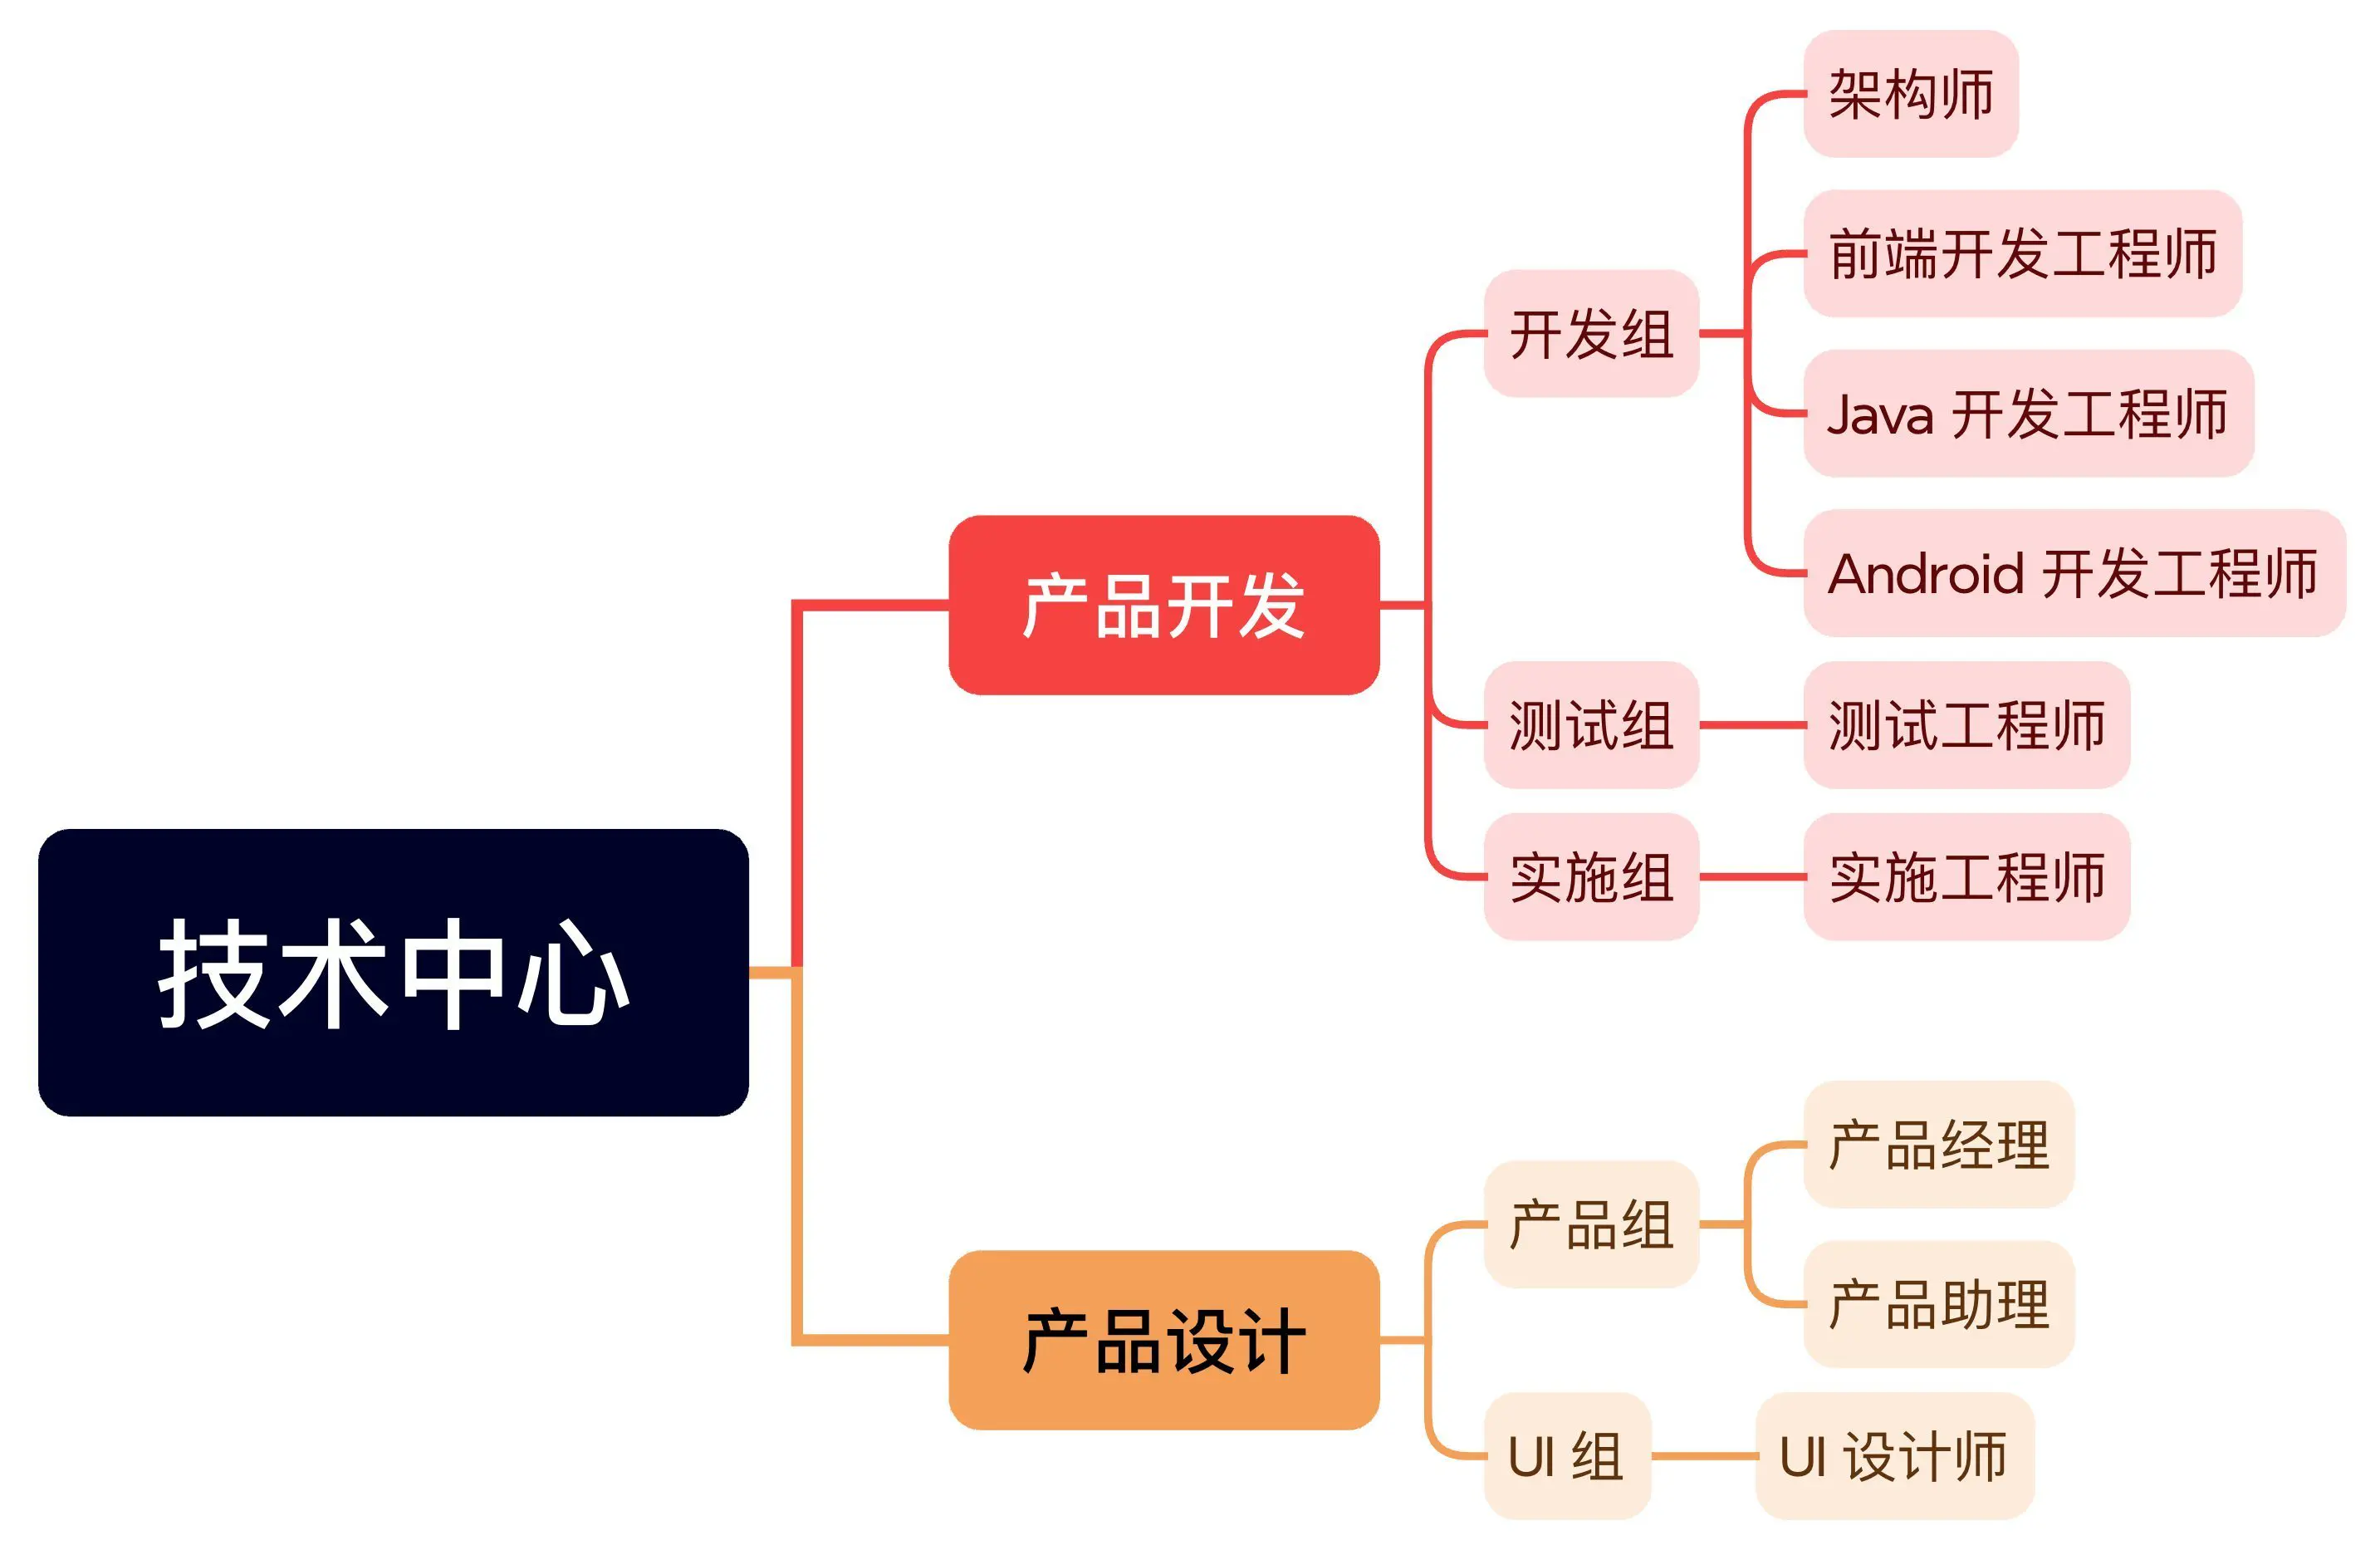 技术中心
产品开发
开发组
架构师
前端开发工程师
Java 开发工程师
Android 开发工程师
测试组
测试工程师
实施组
实施工程师
产品设计
产品组
产品经理
产品助理
UI 组
UI 设计师